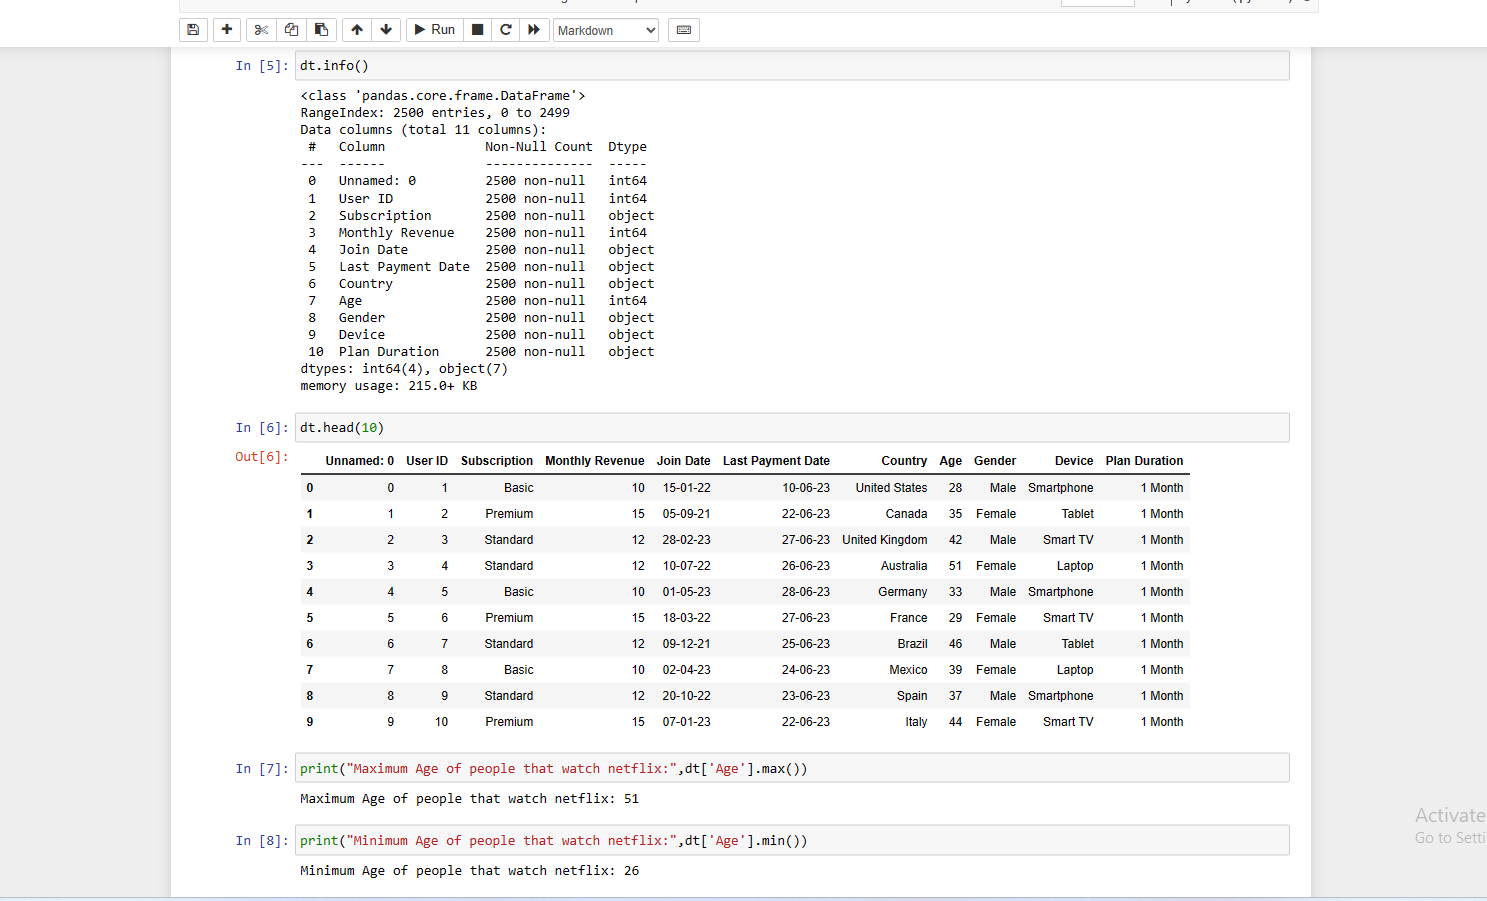 Run
Markdown
In [5]: dt.info()
<class 'pandas.core.frame.DataFrame'>
RangeIndex: 2500 entries, 0 to 2499
Data columns (total 11 columns):
#   Column             Non-Null Count  Dtype
---  ------             --------------  -----
0   Unnamed: 0         2500 non-null   int64
1   User ID            2500 non-null   int64
2   Subscription       2500 non-null   object
3   Monthly Revenue    2500 non-null   int64
4   Join Date          2500 non-null   object
5   Last Payment Date  2500 non-null   object
6   Country            2500 non-null   object
7   Age                2500 non-null   int64
8   Gender             2500 non-null   object
9   Device             2500 non-null   object
10  Plan Duration      2500 non-null   object
dtypes: int64(4), object(7)
memory usage: 215.0+ KB
In [6]: dt.head(10)
Out[6]:
Unnamed: 0 User ID Subscription Monthly Revenue Join Date Last Payment Date Country Age Gender Device Plan Duration
0 0 1 Basic 10 15-01-22 10-06-23 United States 28 Male Smartphone 1 Month
1 1 2 Premium 15 05-09-21 22-06-23 Canada 35 Female Tablet 1 Month
2 2 3 Standard 12 28-02-23 27-06-23 United Kingdom 42 Male Smart TV 1 Month
3 3 4 Standard 12 10-07-22 26-06-23 Australia 51 Female Laptop 1 Month
4 4 5 Basic 10 01-05-23 28-06-23 Germany 33 Male Smartphone 1 Month
5 5 6 Premium 15 18-03-22 27-06-23 France 29 Female Smart TV 1 Month
6 6 7 Standard 12 09-12-21 25-06-23 Brazil 46 Male Tablet 1 Month
7 7 8 Basic 10 02-04-23 24-06-23 Mexico 39 Female Laptop 1 Month
8 8 9 Standard 12 20-10-22 23-06-23 Spain 37 Male Smartphone 1 Month
9 9 10 Premium 15 07-01-23 22-06-23 Italy 44 Female Smart TV 1 Month
In [7]: print("Maximum Age of people that watch netflix:",dt['Age'].max())
Maximum Age of people that watch netflix: 51
In [8]: print("Minimum Age of people that watch netflix:",dt['Age'].min())
Minimum Age of people that watch netflix: 26
Activate
Go to Setti